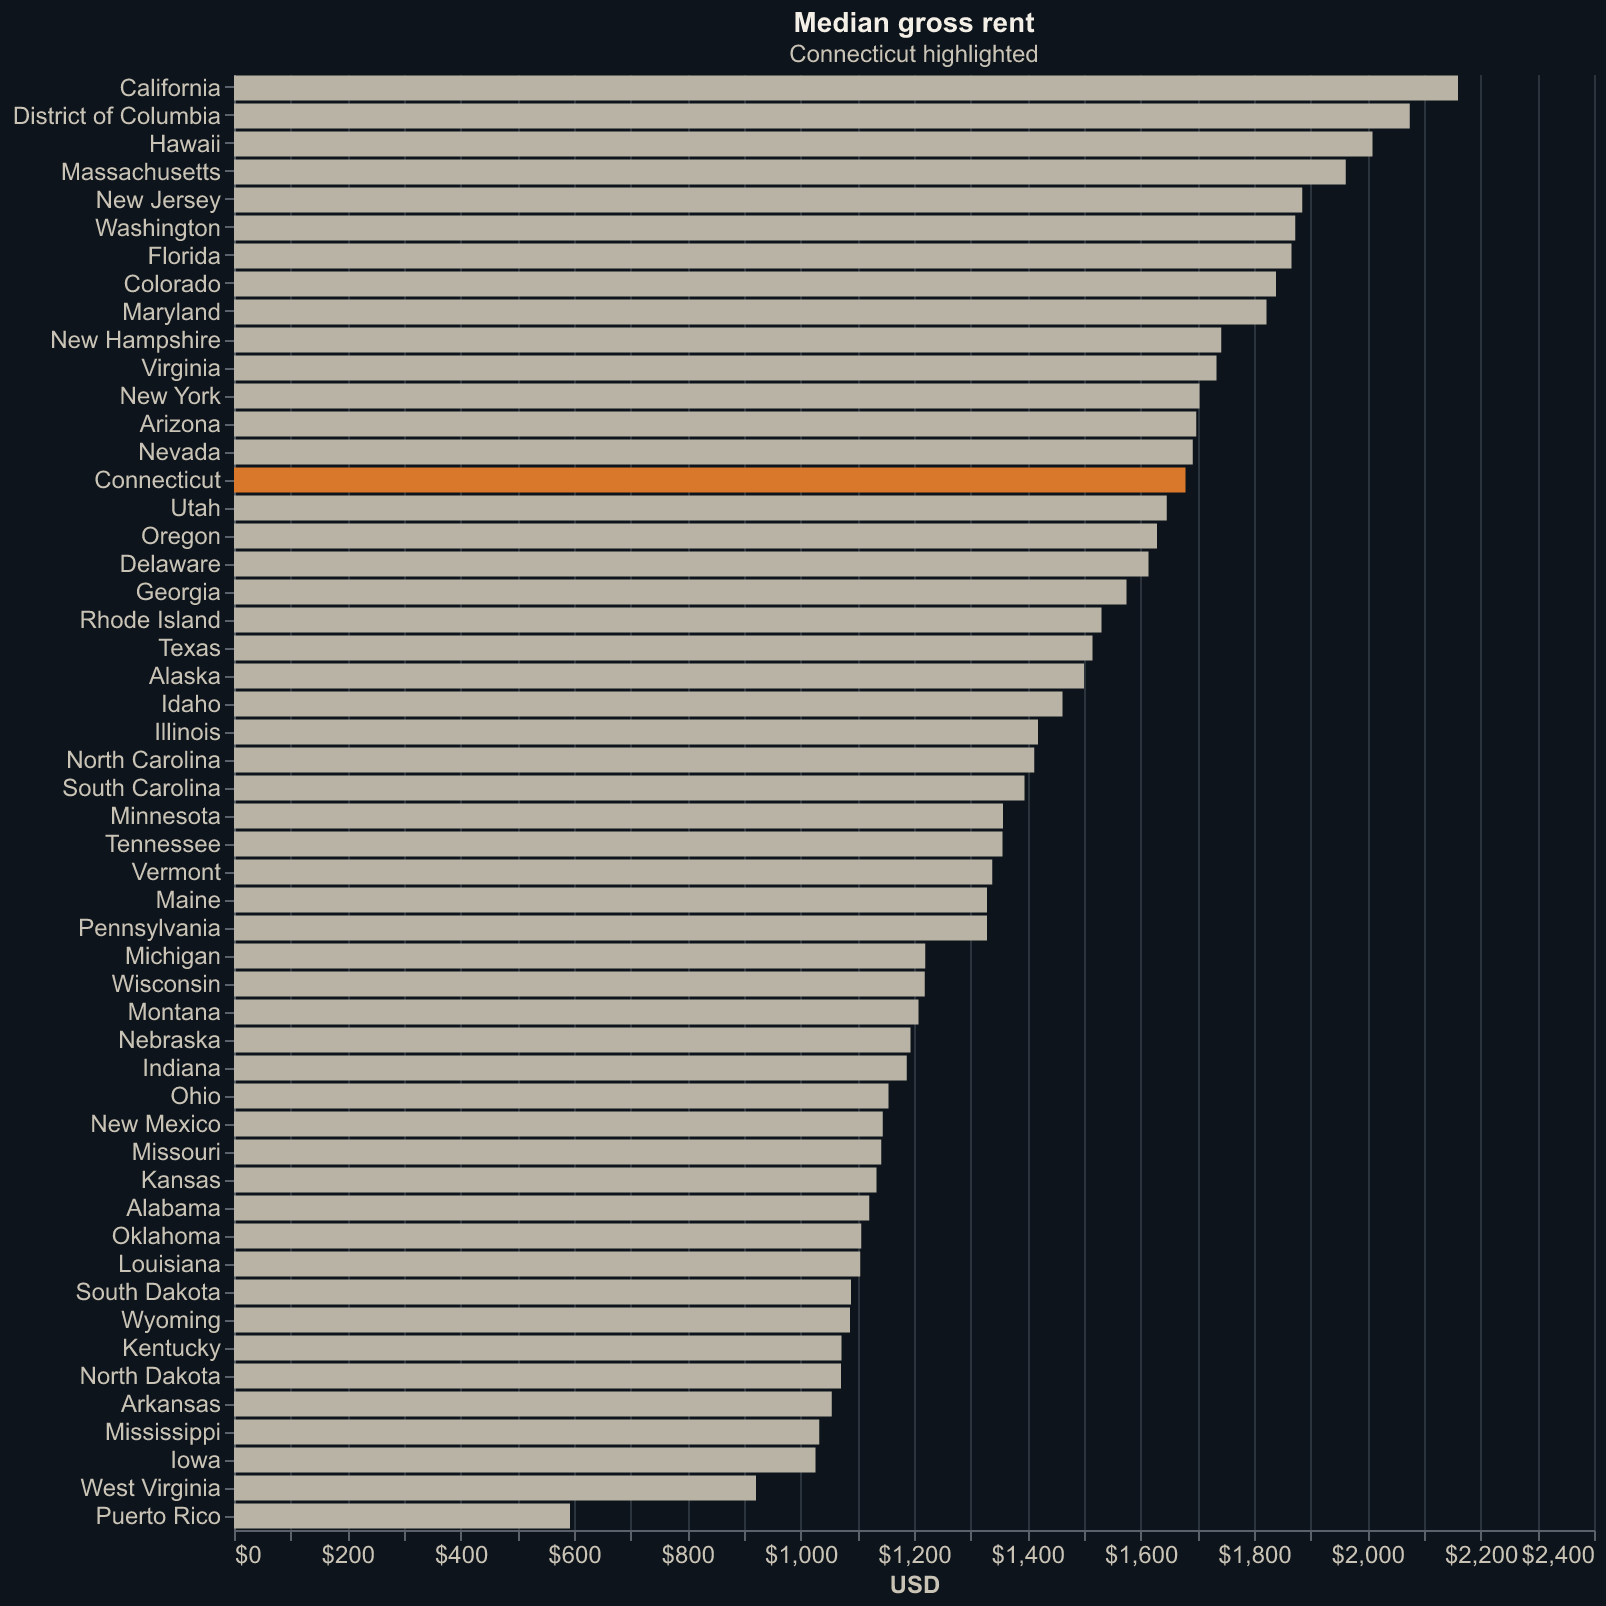 Median gross rent
Connecticut highlighted
California
District of Columbia
Hawaii
Massachusetts
New Jersey
Washington
Florida
Colorado
Maryland
New Hampshire
Virginia
New York
Arizona
Nevada
Connecticut
Utah
Oregon
Delaware
Georgia
Rhode Island
Texas
Alaska
Idaho
Illinois
North Carolina
South Carolina
Minnesota
Tennessee
Vermont
Maine
Pennsylvania
Michigan
Wisconsin
Montana
Nebraska
Indiana
Ohio
New Mexico
Missouri
Kansas
Alabama
Oklahoma
Louisiana
South Dakota
Wyoming
Kentucky
North Dakota
Arkansas
Mississippi
Iowa
West Virginia
Puerto Rico
$0 $200 $400 $600 $800 $1,000 $1,200 $1,400 $1,600 $1,800 $2,000 $2,200 $2,400
USD